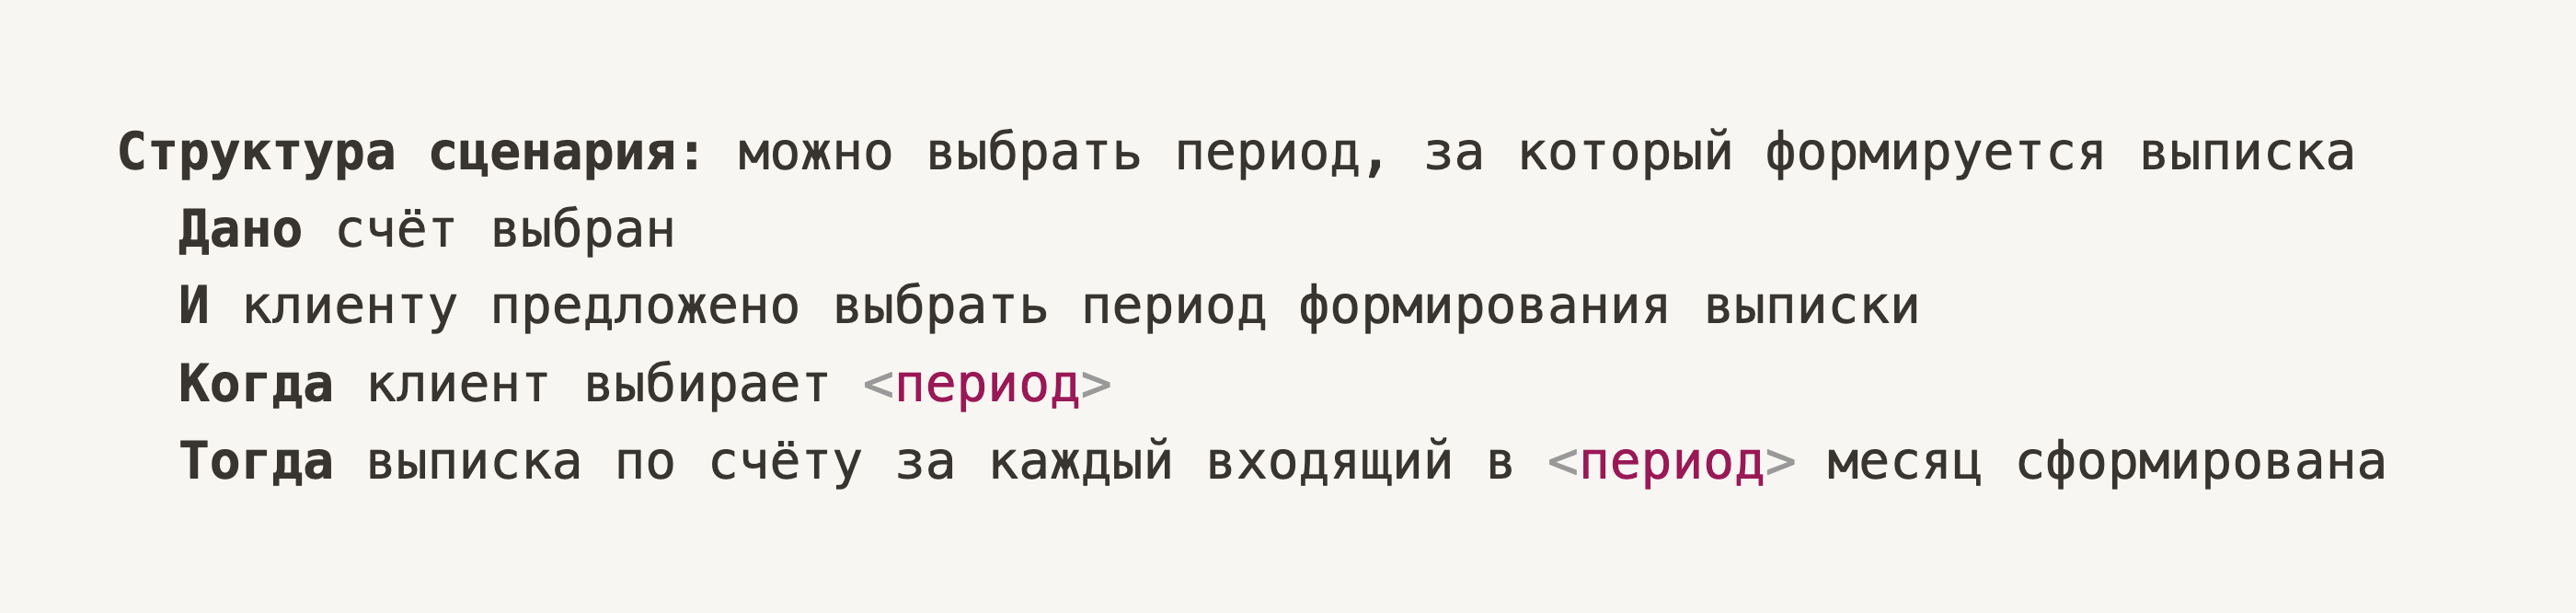 Структура сценария: можно выбрать период, за который формируется выписка
Дано счёт выбран
И клиенту предложено выбрать период формирования выписки
Когда клиент выбирает <период>
Тогда выписка по счёту за каждый входящий в <период> месяц сформирована